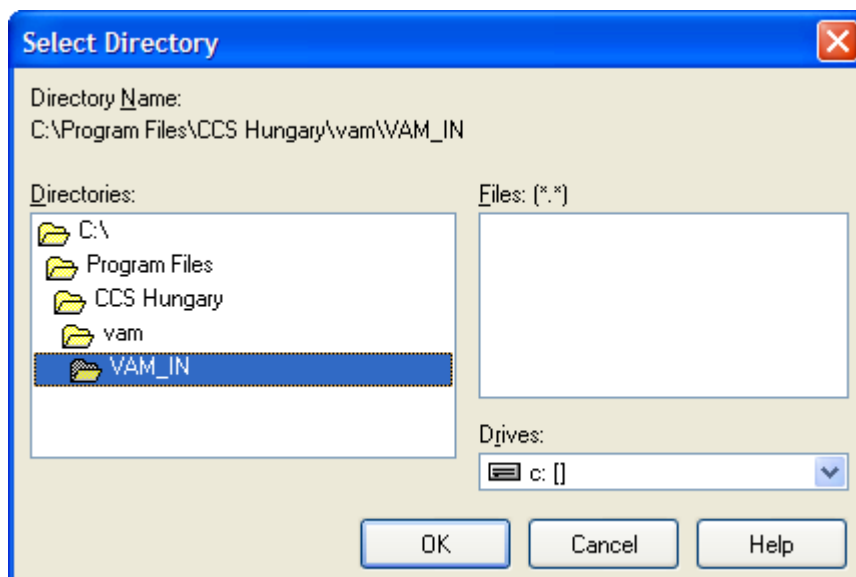 Select Directory
Directory Name:
C:\Program Files\CCS Hungary\vam\VAM_IN
Directories:
C:\
Program Files
CCS Hungary
vam
VAM_IN
Files: (*.*)
Drives:
c: []
OK
Cancel
Help